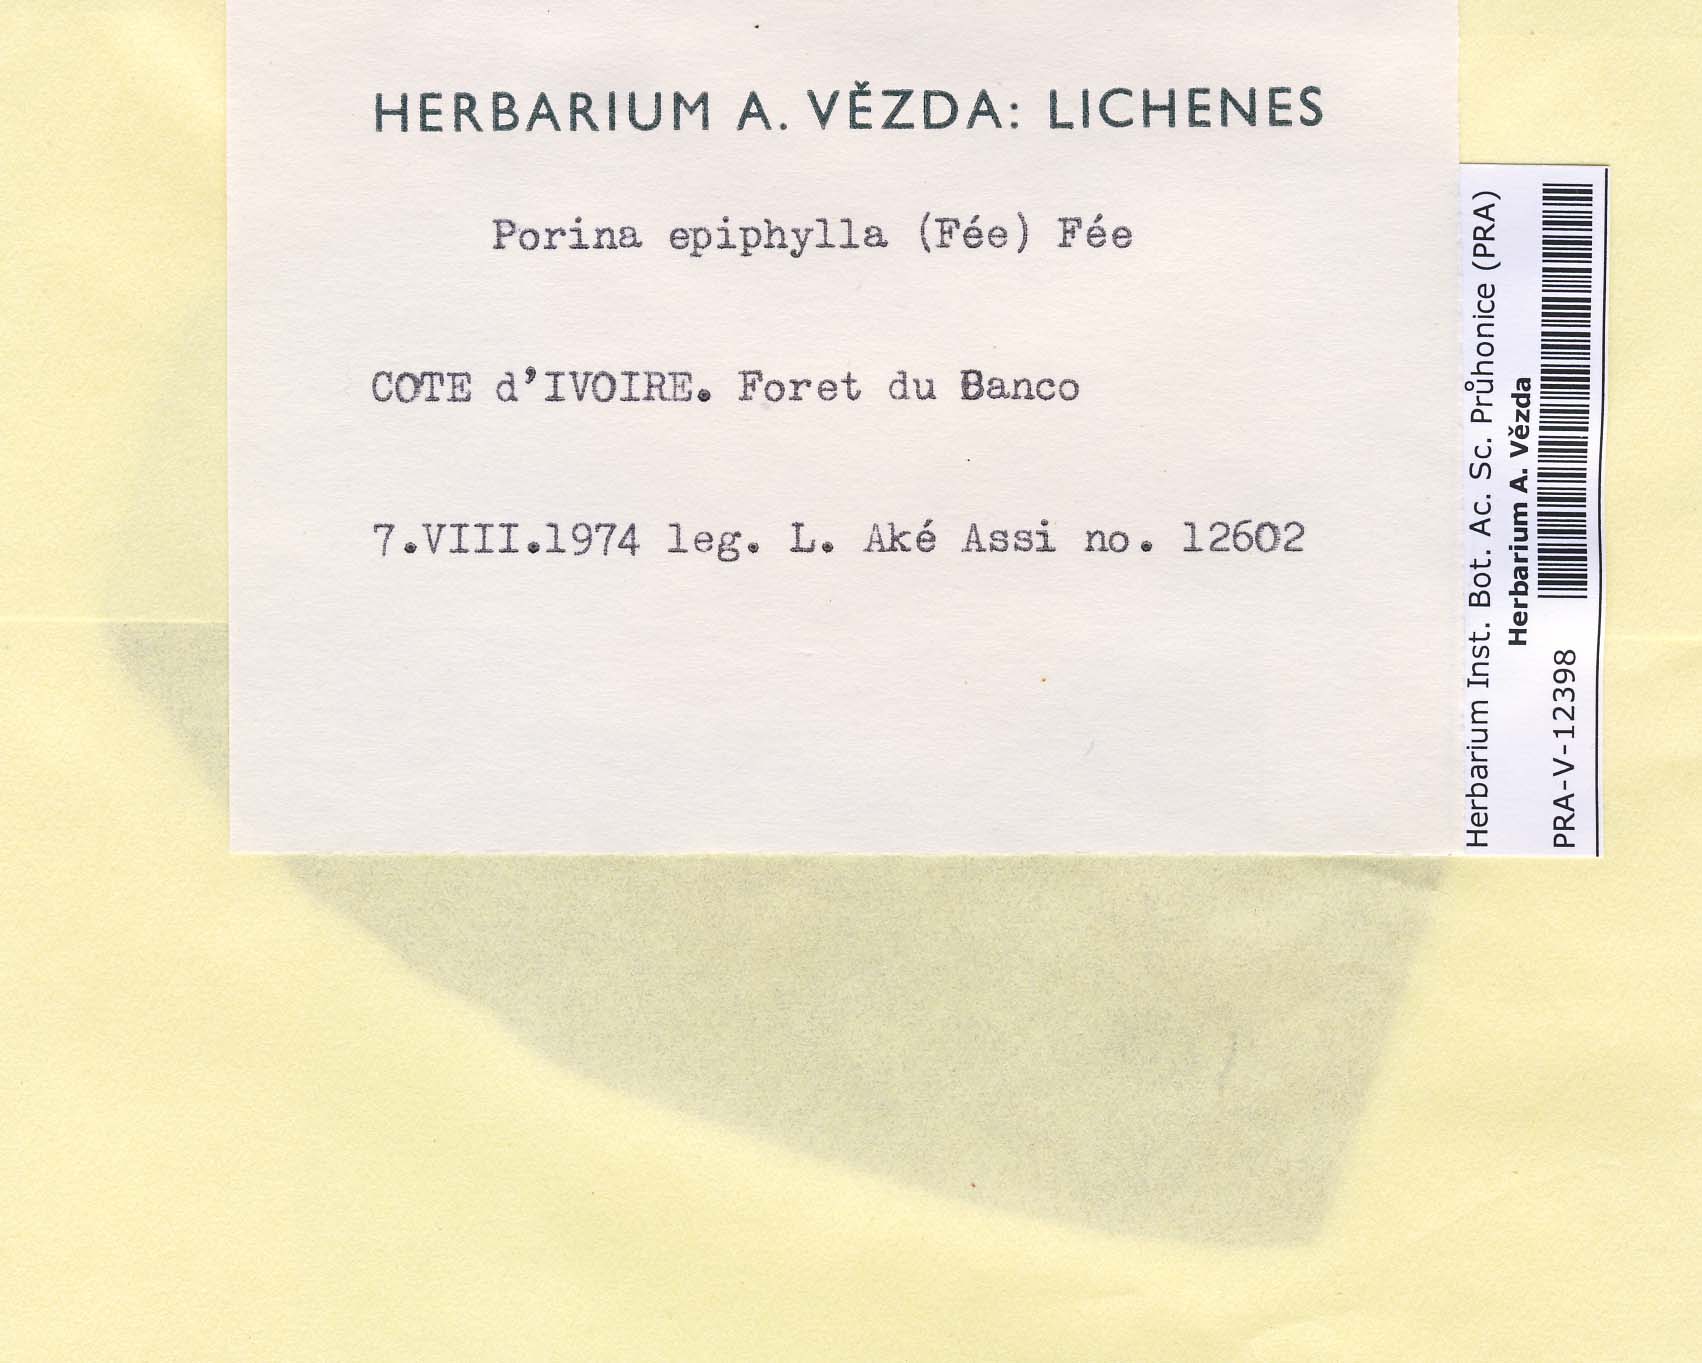 HERBARIUM A. VĚZDA: LICHENES
Porina epiphylla (Fée) Fée
COTE d'IVOIRE. Foret du Banco
7.VIII.1974 leg. L. Aké Assi no. 12602
Herbarium Inst. Bot. Ac. Sc. Průhonice (PRA)
Herbarium A. Vězda
PRA-V-12398